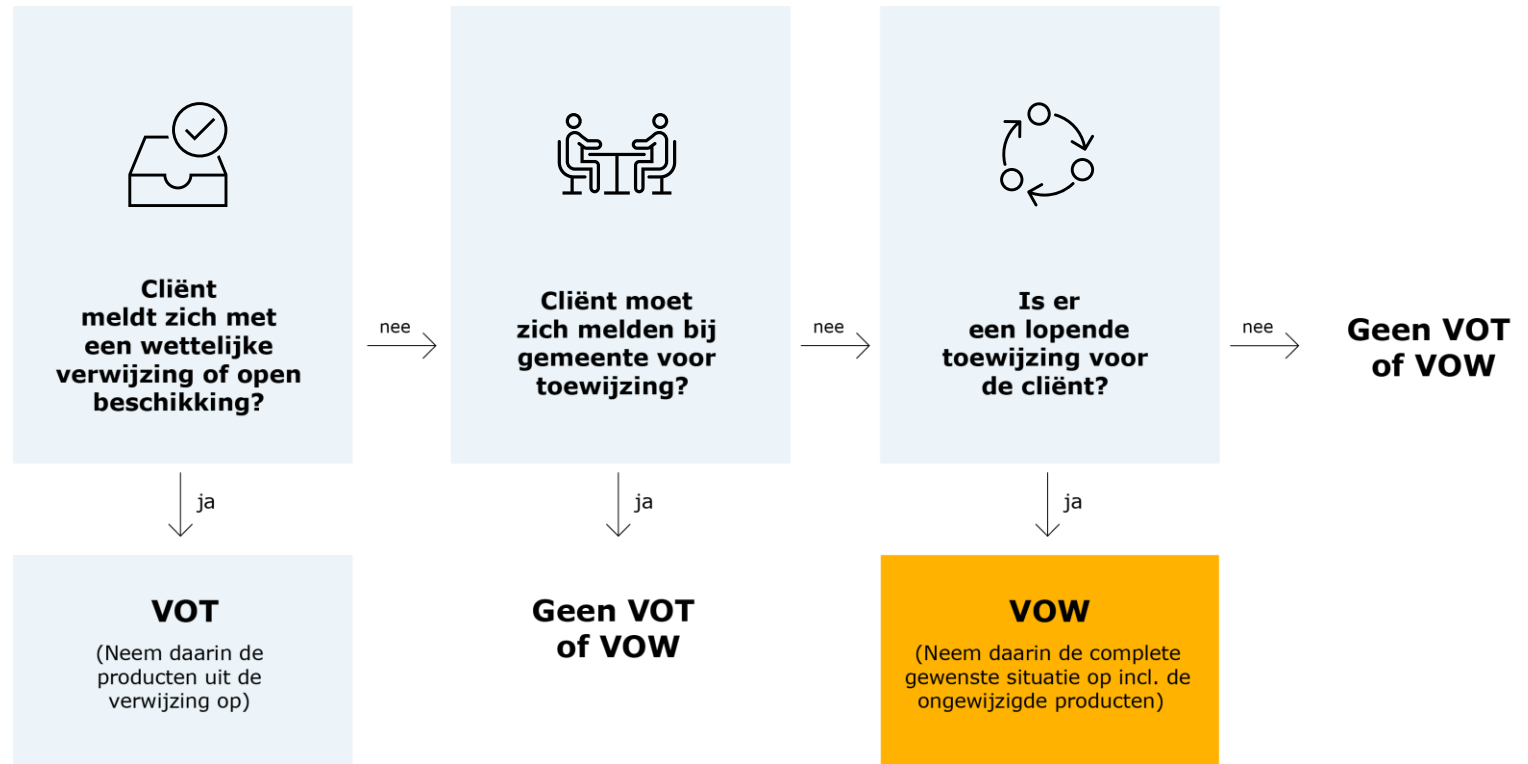 Cliënt
meldt zich met
een wettelijke
verwijzing of open
beschikking?
nee
Cliënt moet
zich melden bij
gemeente voor
toewijzing?
nee
Is er
een lopende
toewijzing voor
de cliënt?
nee
Geen VOT
of VOW
ja
ja
ja
VOT
(Neem daarin de
producten uit de
verwijzing op)
Geen VOT
of VOW
VOW
(Neem daarin de complete
gewenste situatie op incl. de
ongewijzigde producten)